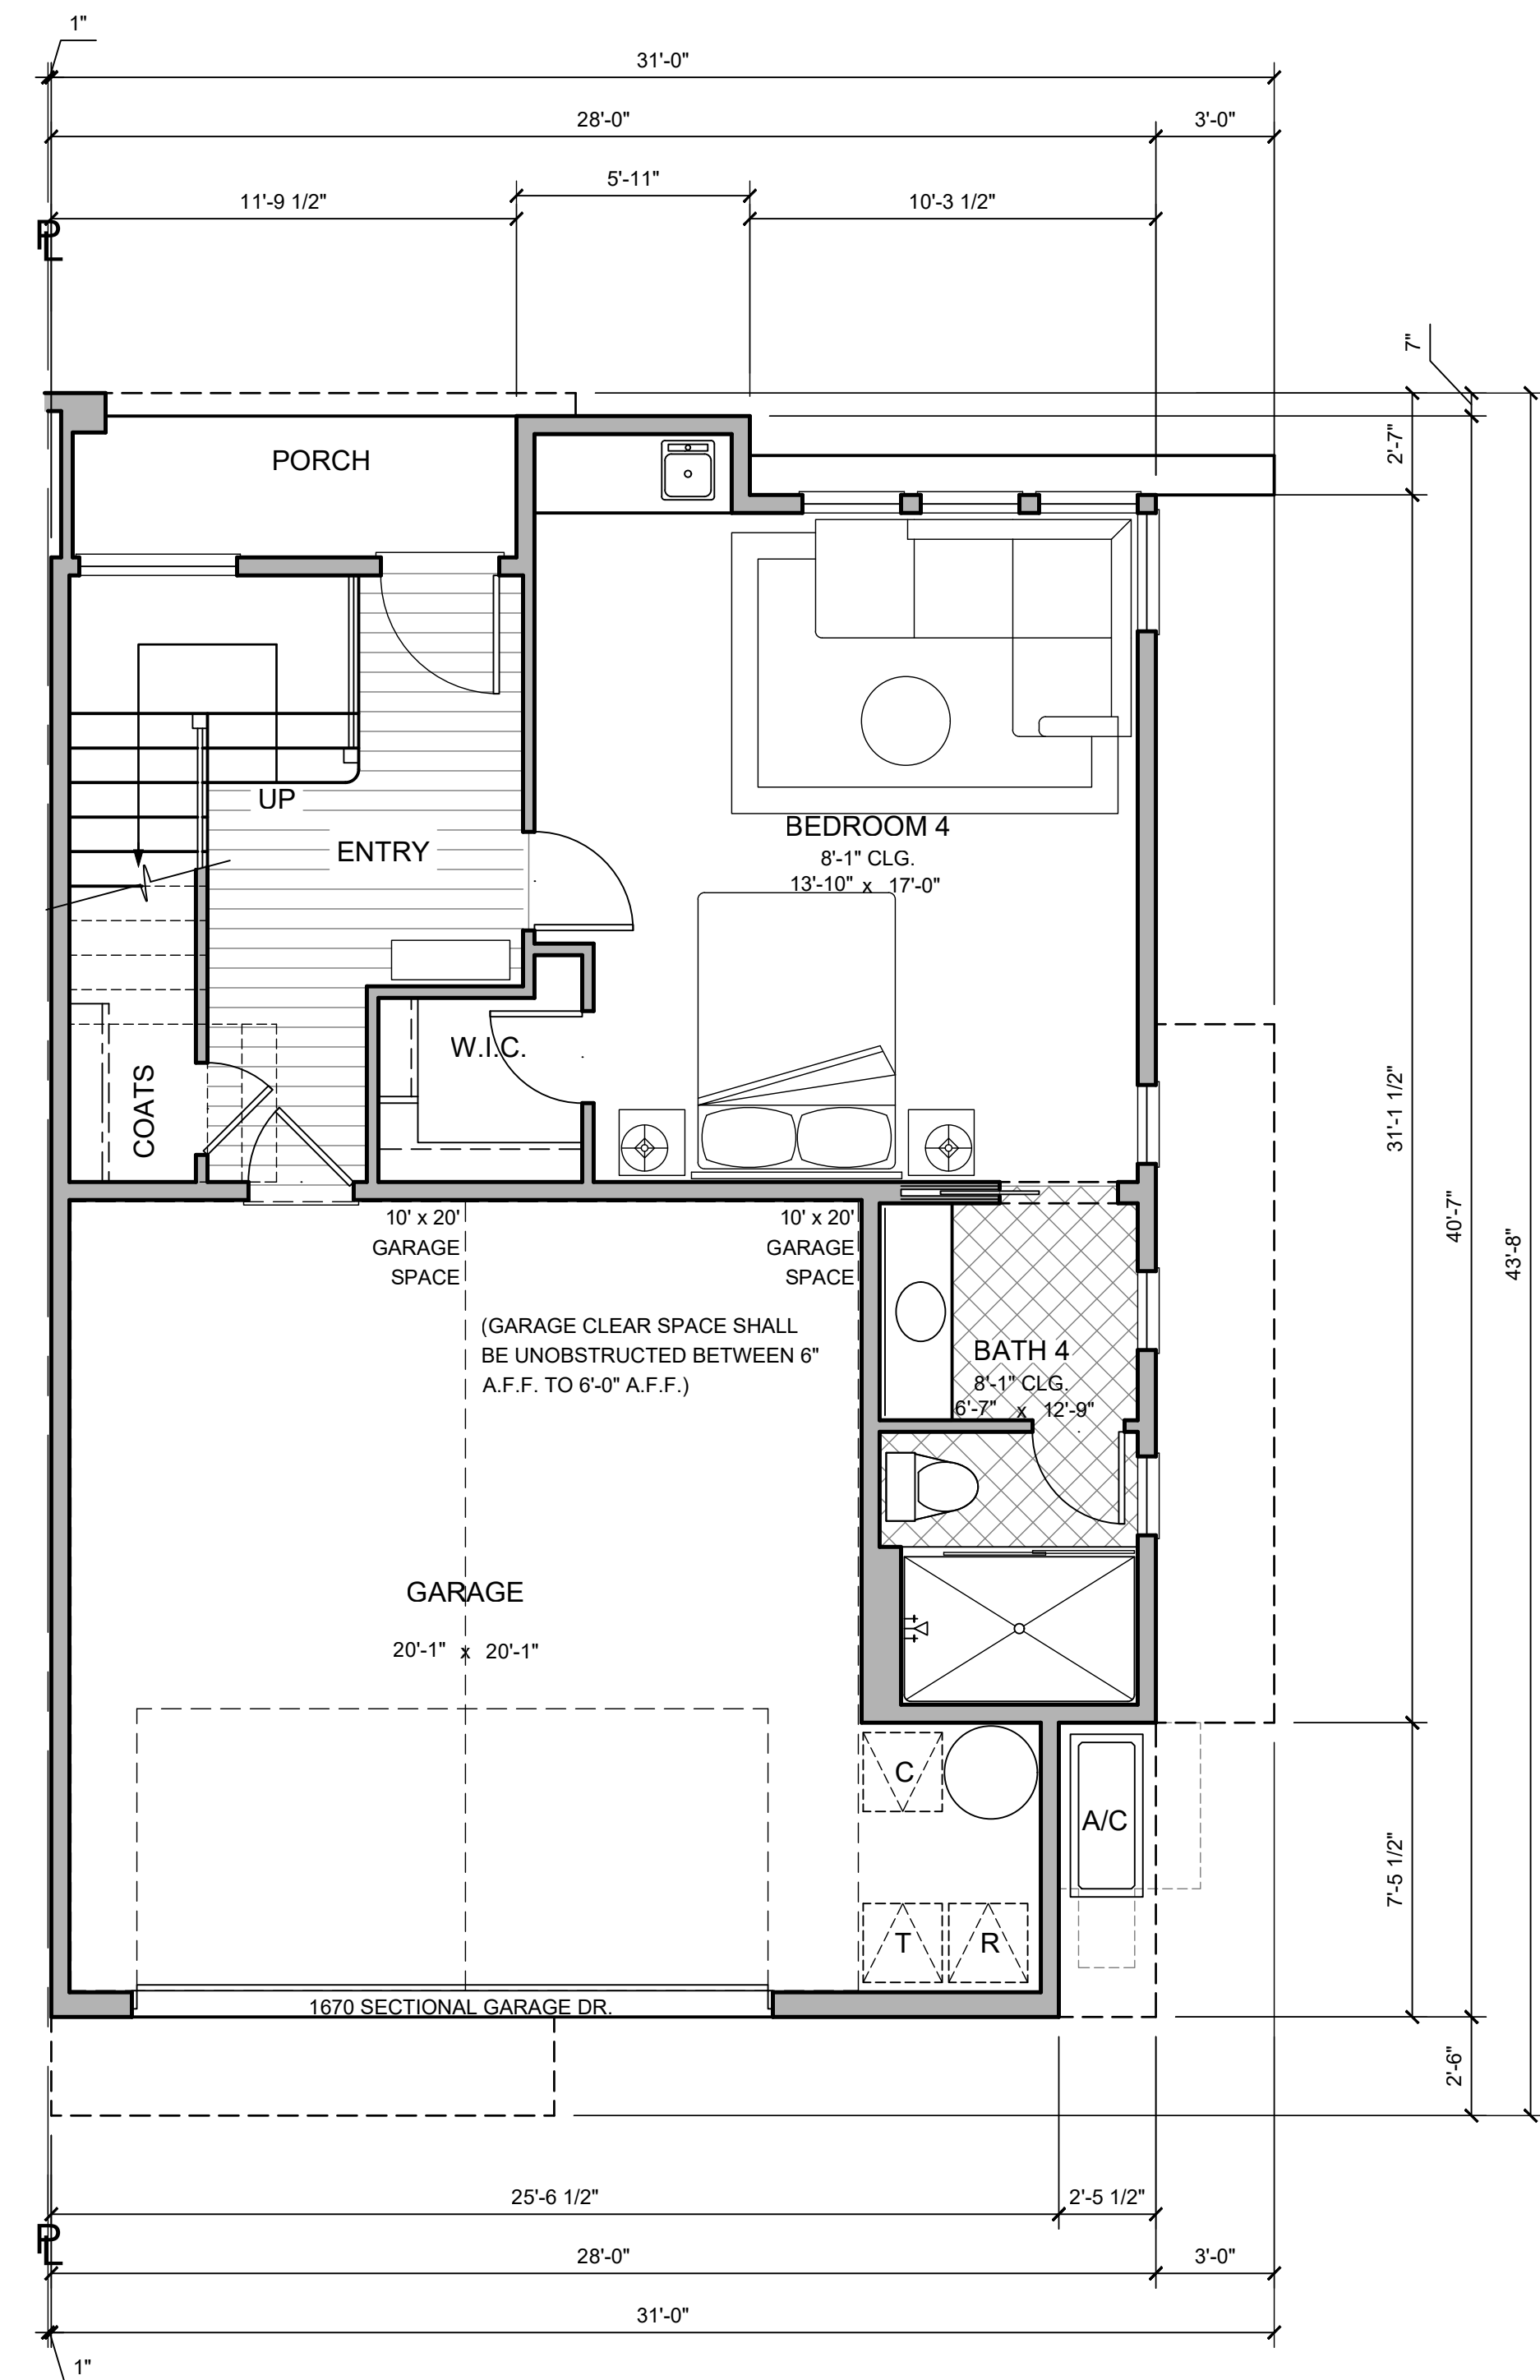 1"
31'-0"
28'-0"
3'-0"
5'-11"
11'-9 1/2"
10'-3 1/2"
PL
7"
2'-7"
PORCH
UP
ENTRY
BEDROOM 4
8'-1" CLG.
13'-10" x 17'-0"
W.I.C.
COATS
31'-1 1/2"
40'-7"
43'-8"
10' x 20'
GARAGE
SPACE
10' x 20'
GARAGE
SPACE
(GARAGE CLEAR SPACE SHALL
BE UNOBSTRUCTED BETWEEN 6"
A.F.F. TO 6'-0" A.F.F.)
BATH 4
8'-1" CLG.
6'-7" x 12'-9"
GARAGE
20'-1" x 20'-1"
C
A/C
T
R
7'-5 1/2"
1670 SECTIONAL GARAGE DR.
2'-6"
25'-6 1/2"
2'-5 1/2"
PL
28'-0"
3'-0"
31'-0"
1"